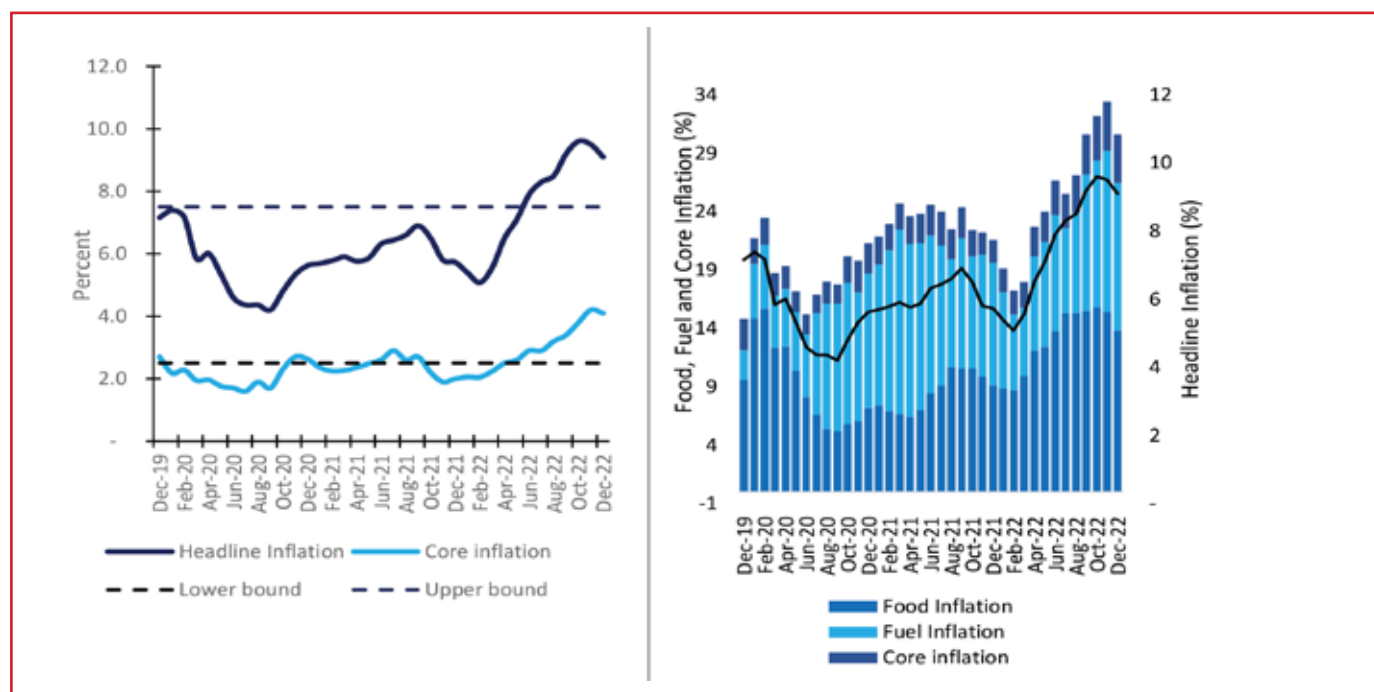 12.0
10.0
8.0
6.0
4.0
2.0
-
Percent
Dec-19
Feb-20
Apr-20
Jun-20
Aug-20
Oct-20
Dec-20
Feb-21
Apr-21
Jun-21
Aug-21
Oct-21
Dec-21
Feb-22
Apr-22
Jun-22
Aug-22
Oct-22
Dec-22
Headline Inflation
Core inflation
Lower bound
Upper bound
Food, Fuel and Core Inflation (%)
34
29
24
19
14
9
4
-1
12
10
8
6
4
2
-
Headline Inflation (%)
Dec-19
Feb-20
Apr-20
Jun-20
Aug-20
Oct-20
Dec-20
Feb-21
Apr-21
Jun-21
Aug-21
Oct-21
Dec-21
Feb-22
Apr-22
Jun-22
Aug-22
Oct-22
Dec-22
Food Inflation
Fuel Inflation
Core inflation